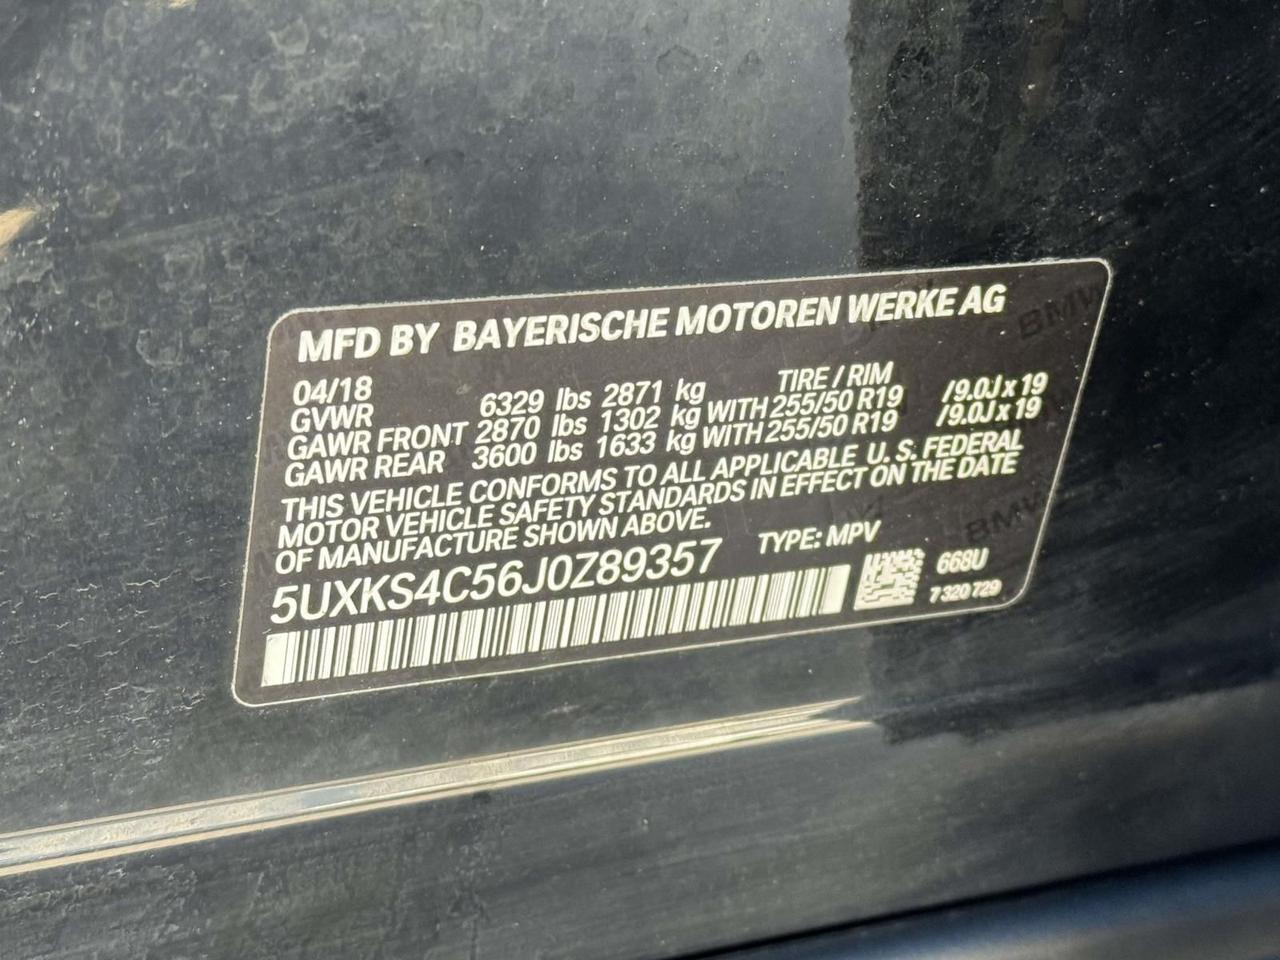 MFD BY BAYERISCHE MOTOREN WERKE AG
04/18 TIRE / RIM
GVWR 6329 lbs 2871 kg
GAWR FRONT 2870 lbs 1302 kg WITH 255/50 R19 /9.0J x 19
GAWR REAR 3600 lbs 1633 kg WITH 255/50 R19 /9.0J x 19
THIS VEHICLE CONFORMS TO ALL APPLICABLE U.S. FEDERAL
MOTOR VEHICLE SAFETY STANDARDS IN EFFECT ON THE DATE
OF MANUFACTURE SHOWN ABOVE.
5UXKS4C56J0Z89357 TYPE: MPV
668U
7 320 729
BMW
BMW